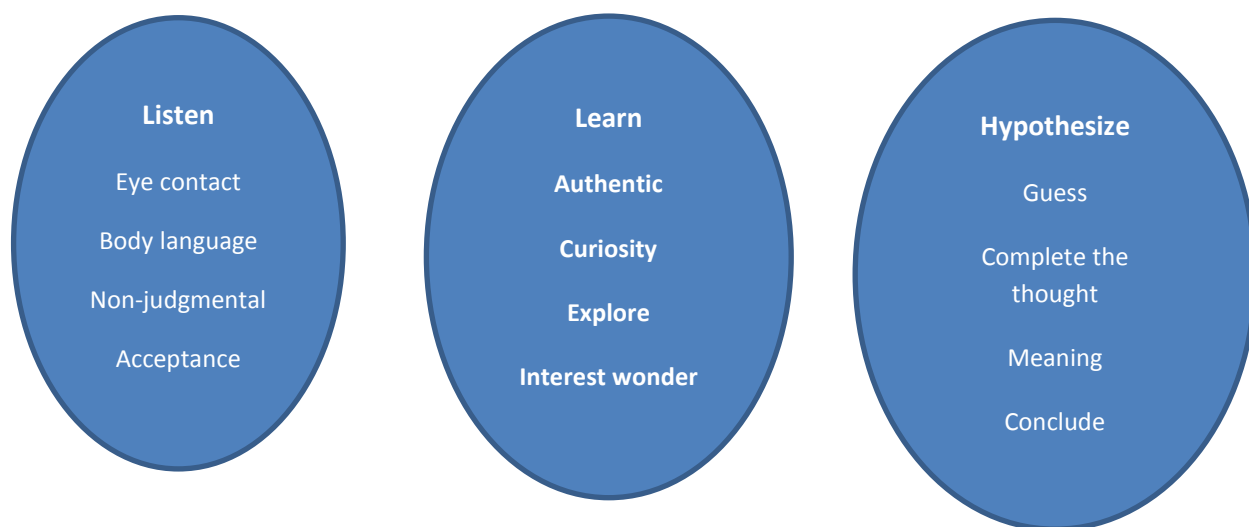 Listen
Eye contact
Body language
Non-judgmental
Acceptance
Learn
Authentic
Curiosity
Explore
Interest wonder
Hypothesize
Guess
Complete the
thought
Meaning
Conclude